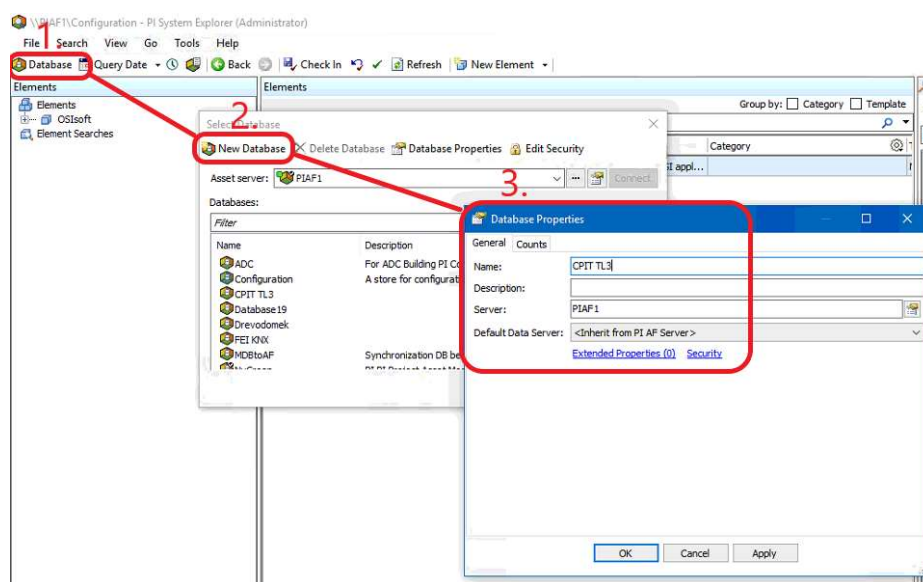 \\PIAF1\Configuration - PI System Explorer (Administrator)
1
File Search View Go Tools Help
Database Query Date Back Check In Refresh New Element
Elements
Elements
OSIsoft
Element Searches
Elements
Group by: Category Template
Category
2.
Select Database
New Database Delete Database Database Properties Edit Security
Asset server: PIAF1 Connect
Databases:
Filter
Name Description
ADC For ADC Building PI
Configuration A store for
CPIT TL3
Database19
Drevodomek
FEI KNX
MDBtoAF Synchronization DB
3.
Database Properties
General Counts
Name: CPIT TL3
Description:
Server: PIAF1
Default Data Server: <Inherit from PI AF Server>
Extended Properties (0) Security
OK Cancel Apply